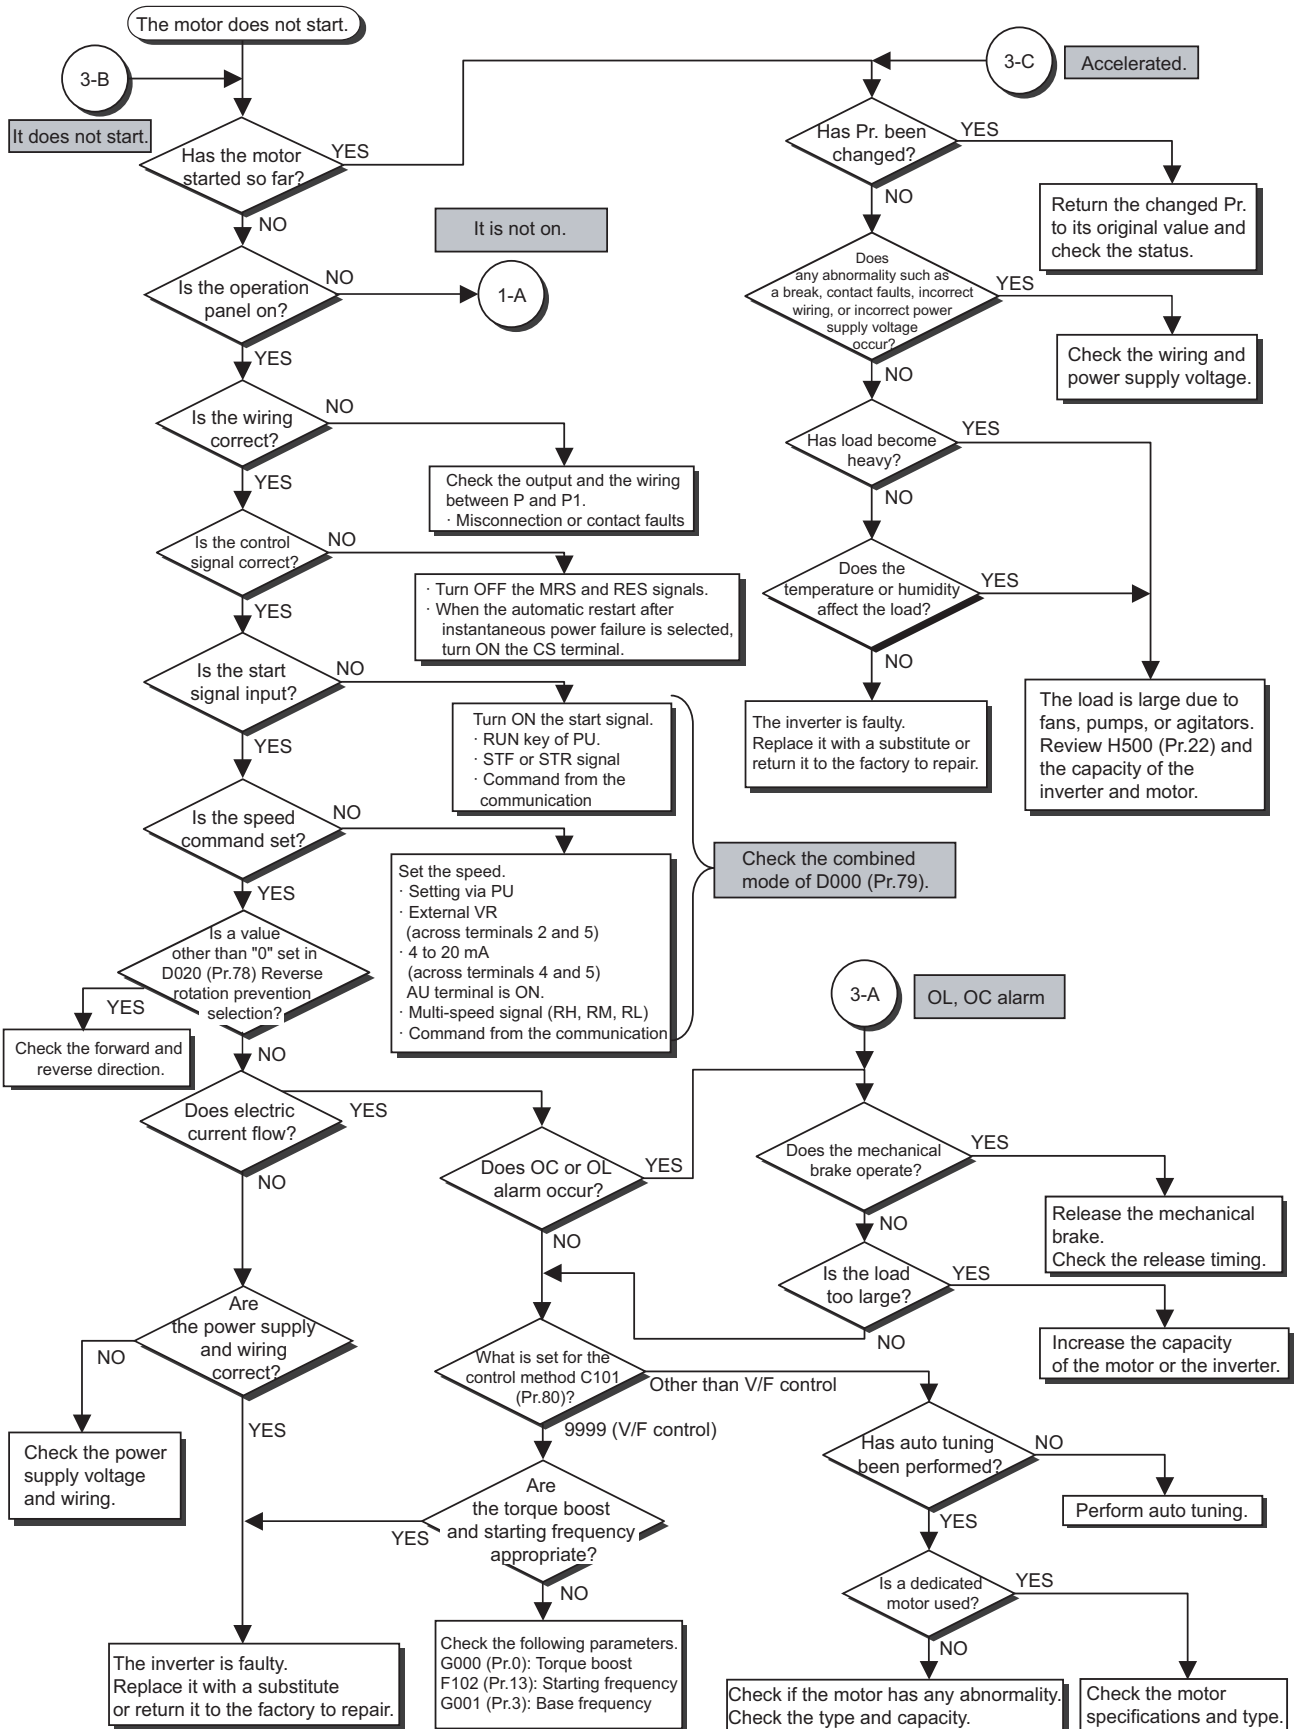 The motor does not start.
3-B
It does not start.
Has the motor
started so far?
YES
NO
It is not on.
Is the operation
panel on?
NO
1-A
YES
Is the wiring
correct?
NO
Check the output and the wiring
between P and P1.
· Misconnection or contact faults
YES
Is the control
signal correct?
NO
· Turn OFF the MRS and RES signals.
· When the automatic restart after
instantaneous power failure is selected,
turn ON the CS terminal.
YES
Is the start
signal input?
NO
Turn ON the start signal.
· RUN key of PU.
· STF or STR signal
· Command from the
communication
YES
Is the speed
command set?
NO
Set the speed.
· Setting via PU
· External VR
(across terminals 2 and 5)
· 4 to 20 mA
(across terminals 4 and 5)
AU terminal is ON.
· Multi-speed signal (RH, RM, RL)
· Command from the communication
Check the combined
mode of D000 (Pr.79).
YES
Is a value
other than "0" set in
D020 (Pr.78) Reverse
rotation prevention
selection?
YES
Check the forward and
reverse direction.
NO
Does electric
current flow?
YES
NO
Does OC or OL
alarm occur?
YES
NO
Are
the power supply
and wiring
correct?
NO
Check the power
supply voltage
and wiring.
YES
The inverter is faulty.
Replace it with a substitute
or return it to the factory to repair.
What is set for the
control method C101
(Pr.80)?
Other than V/F control
9999 (V/F control)
Are
the torque boost
and starting frequency
appropriate?
YES
NO
Check the following parameters.
G000 (Pr.0): Torque boost
F102 (Pr.13): Starting frequency
G001 (Pr.3): Base frequency
3-C
Accelerated.
Has Pr. been
changed?
YES
Return the changed Pr.
to its original value and
check the status.
NO
Does
any abnormality such as
a break, contact faults, incorrect
wiring, or incorrect power
supply voltage
occur?
YES
Check the wiring and
power supply voltage.
NO
Has load become
heavy?
YES
NO
Does the
temperature or humidity
affect the load?
YES
NO
The inverter is faulty.
Replace it with a substitute or
return it to the factory to repair.
The load is large due to
fans, pumps, or agitators.
Review H500 (Pr.22) and
the capacity of the
inverter and motor.
3-A
OL, OC alarm
Does the mechanical
brake operate?
YES
Release the mechanical
brake.
Check the release timing.
NO
Is the load
too large?
YES
Increase the capacity
of the motor or the inverter.
NO
Has auto tuning
been performed?
NO
Perform auto tuning.
YES
Is a dedicated
motor used?
YES
NO
Check if the motor has any abnormality.
Check the type and capacity.
Check the motor
specifications and type.